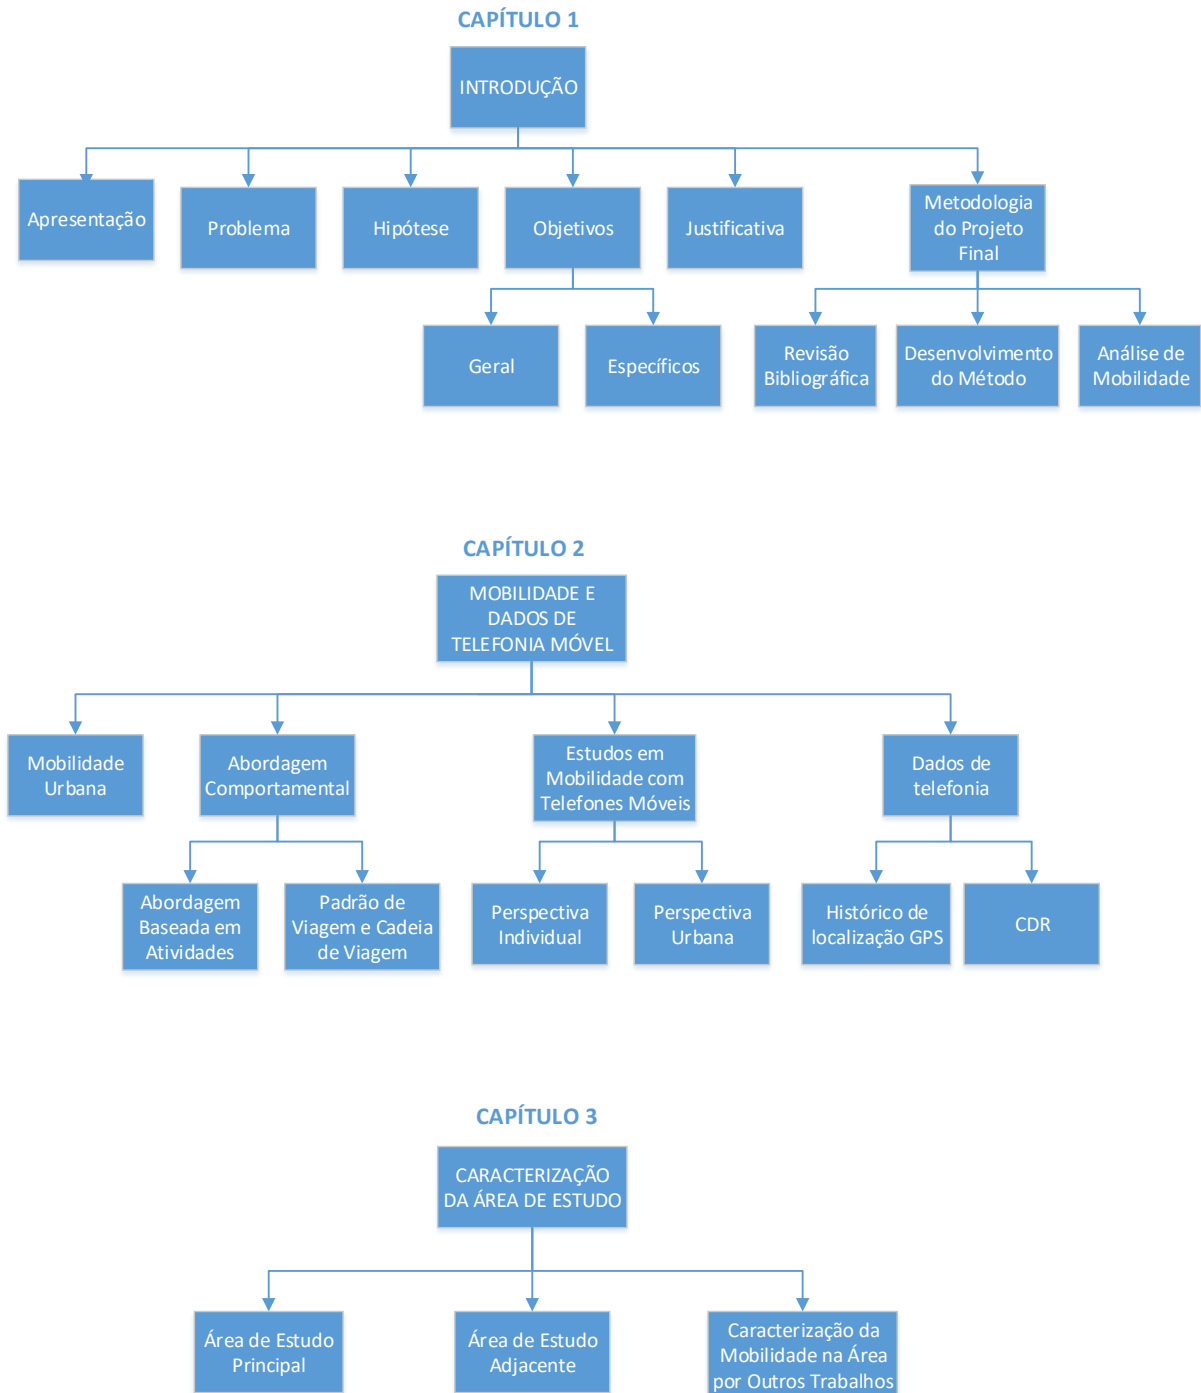 CAPÍTULO 1
INTRODUÇÃO
Apresentação
Problema
Hipótese
Objetivos
Justificativa
Metodologia
do Projeto
Final
Geral
Específicos
Revisão
Bibliográfica
Desenvolvimento
do Método
Análise de
Mobilidade
CAPÍTULO 2
MOBILIDADE E
DADOS DE
TELEFONIA MÓVEL
Mobilidade
Urbana
Abordagem
Comportamental
Estudos em
Mobilidade com
Telefones Móveis
Dados de
telefonia
Abordagem
Baseada em
Atividades
Padrão de
Viagem e Cadeia
de Viagem
Perspectiva
Individual
Perspectiva
Urbana
Histórico de
localização GPS
CDR
CAPÍTULO 3
CARACTERIZAÇÃO
DA ÁREA DE ESTUDO
Área de Estudo
Principal
Área de Estudo
Adjacente
Caracterização da
Mobilidade na Área
por Outros Trabalhos